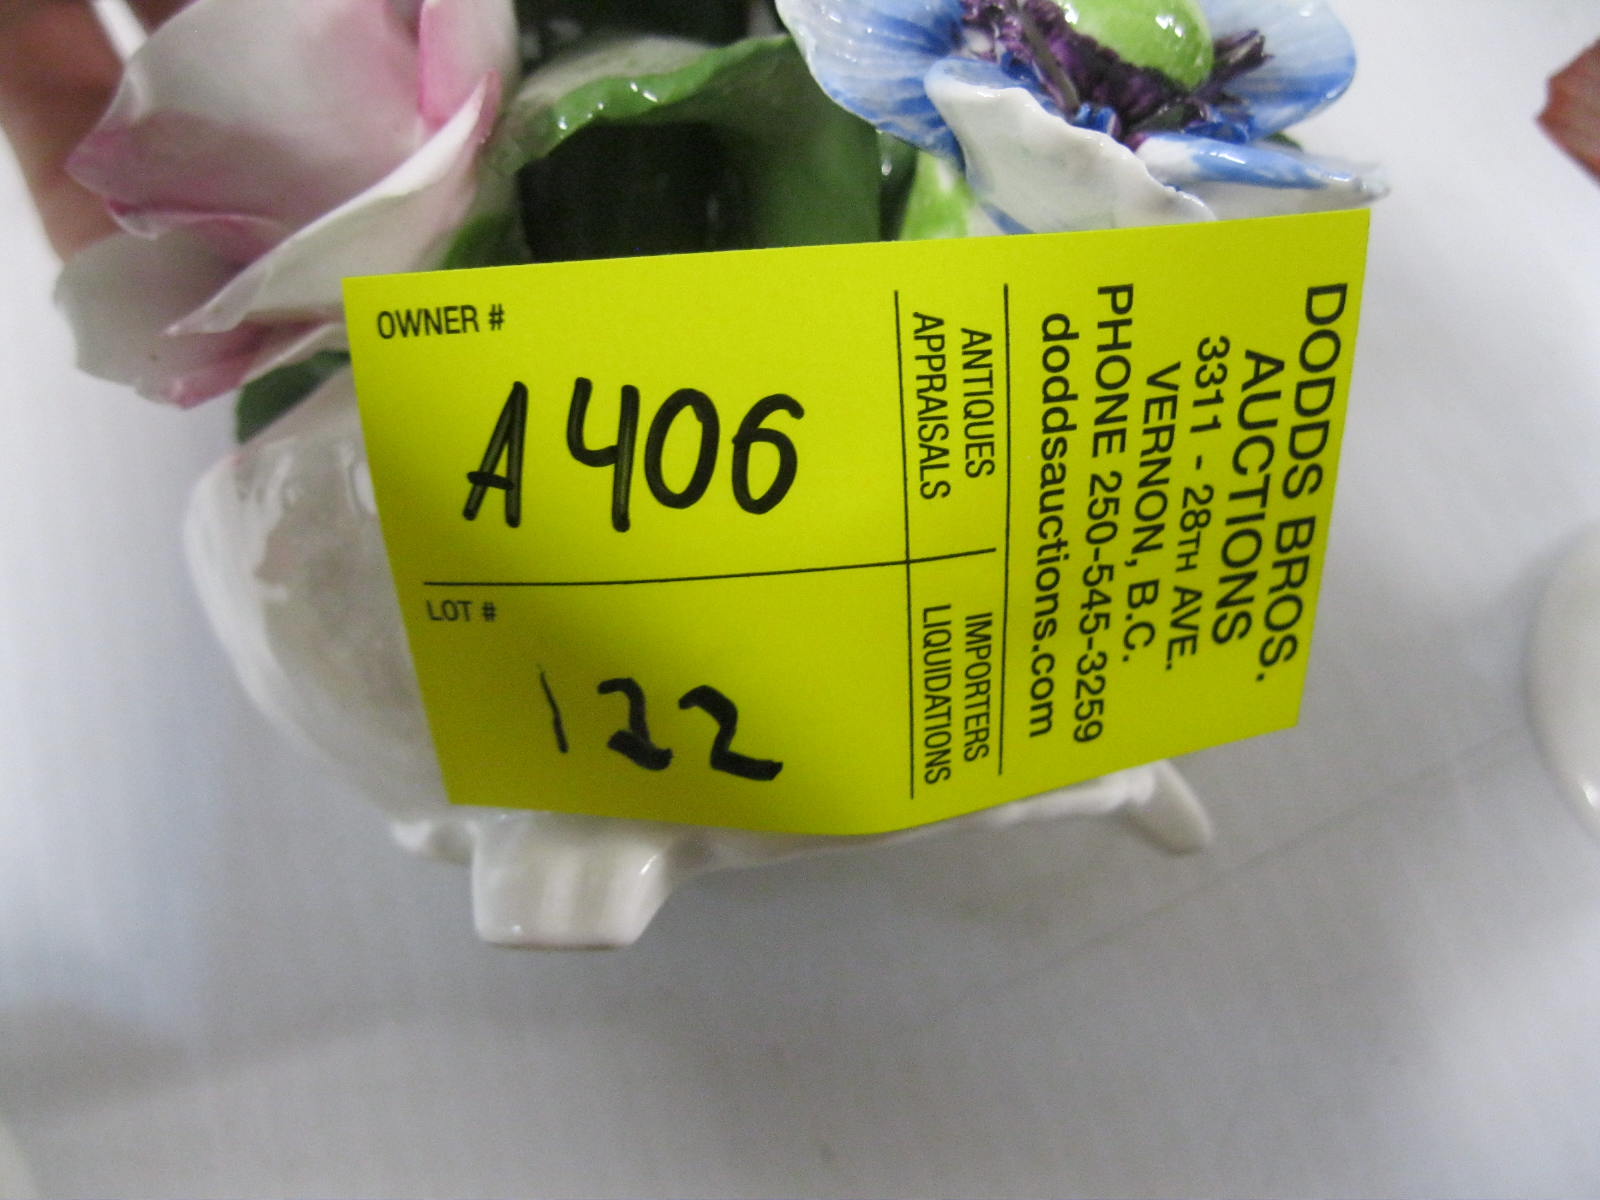 OWNER #
A406
LOT #
122
ANTIQUES
APPRAISALS
IMPORTERS
LIQUIDATIONS
DODDS BROS.
AUCTIONS
3311 - 28TH AVE.
VERNON, B.C.
PHONE 250-545-3259
doddsauctions.com